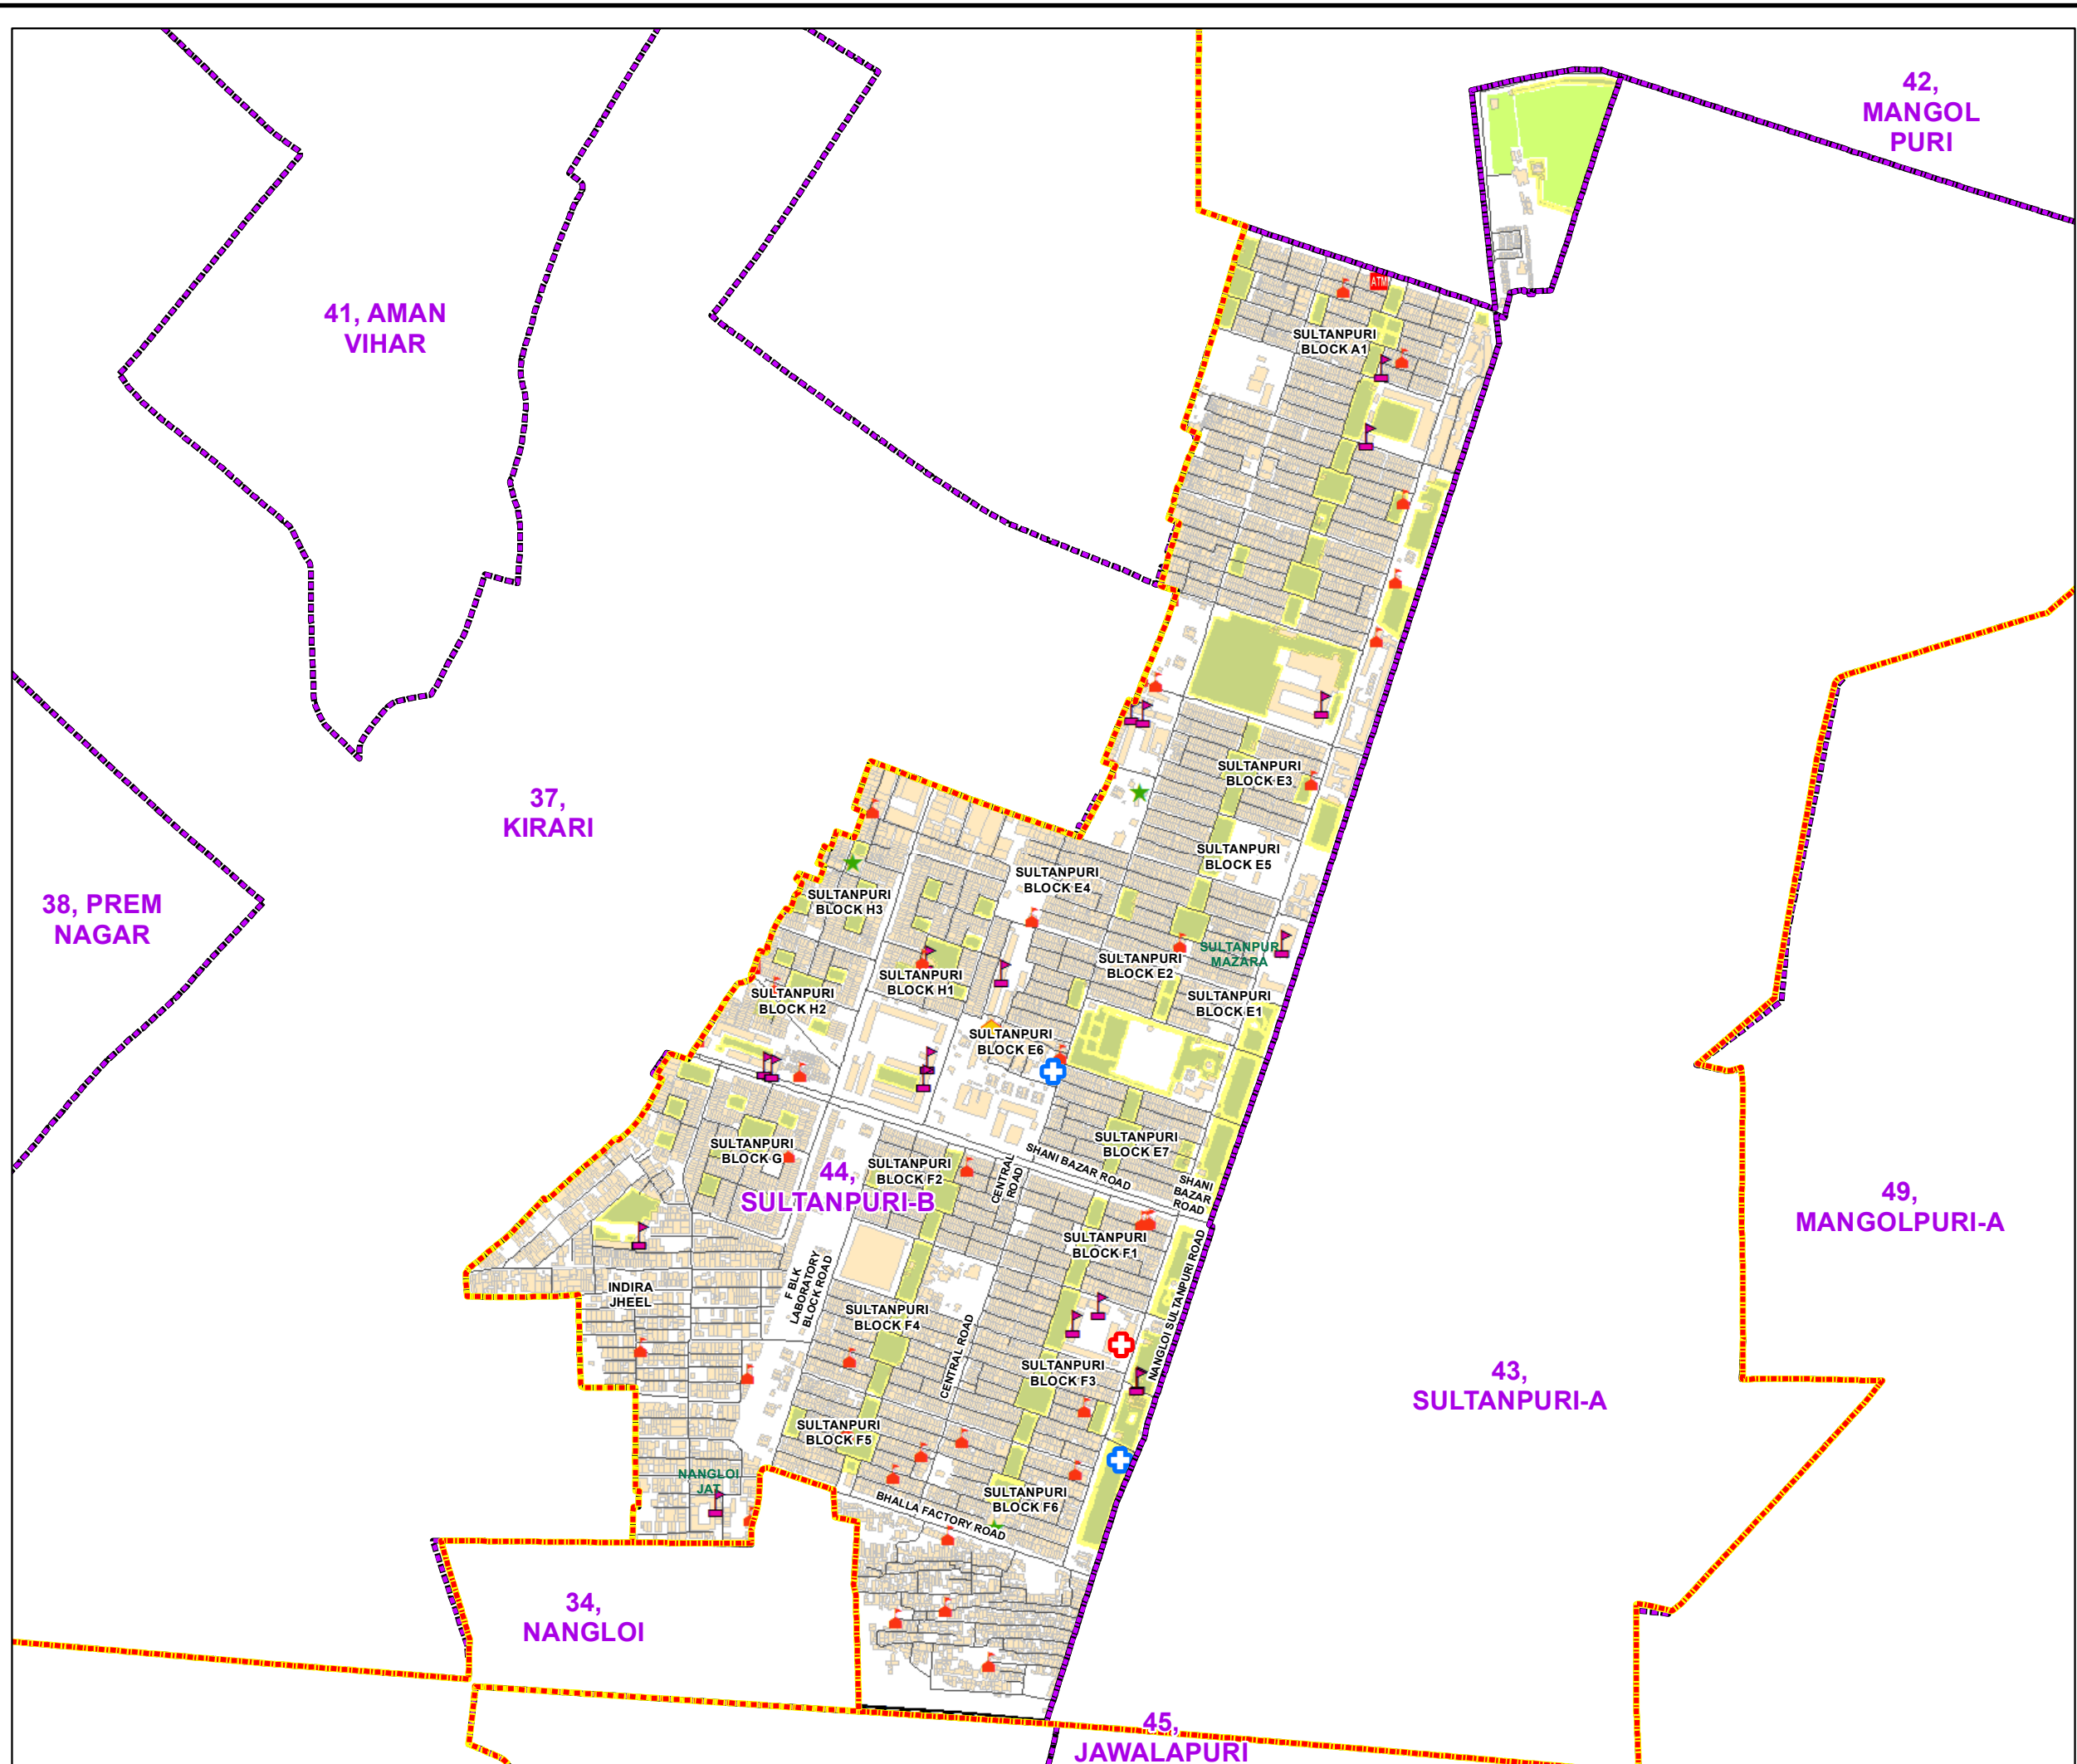 42,
MANGOL
PURI
41, AMAN
VIHAR
ATM
SULTANPURI
BLOCK A1
37,
KIRARI
38, PREM
NAGAR
SULTANPURI
BLOCK E3
SULTANPURI
BLOCK E5
SULTANPURI
BLOCK E4
SULTANPURI
BLOCK H3
SULTANPUR
MAZARA
SULTANPURI
BLOCK E2
SULTANPURI
BLOCK H1
SULTANPURI
BLOCK H2
SULTANPURI
BLOCK E1
SULTANPURI
BLOCK E6
SULTANPURI
BLOCK E7
SULTANPURI
BLOCK G
SHANI BAZAR ROAD
CENTRAL
ROAD
SULTANPURI
BLOCK F2
44,
SULTANPURI-B
SHANI
BAZAR
ROAD
49,
MANGOLPURI-A
SULTANPURI
BLOCK F1
NANGLOI SULTANPURI ROAD
F BLK
LABORATORY
BLOCK ROAD
INDIRA
JHEEL
SULTANPURI
BLOCK F4
CENTRAL ROAD
SULTANPURI
BLOCK F3
43,
SULTANPURI-A
SULTANPURI
BLOCK F5
NANGLOI
JAT
SULTANPURI
BLOCK F6
BHALLA FACTORY ROAD
34,
NANGLOI
45,
JAWALAPURI